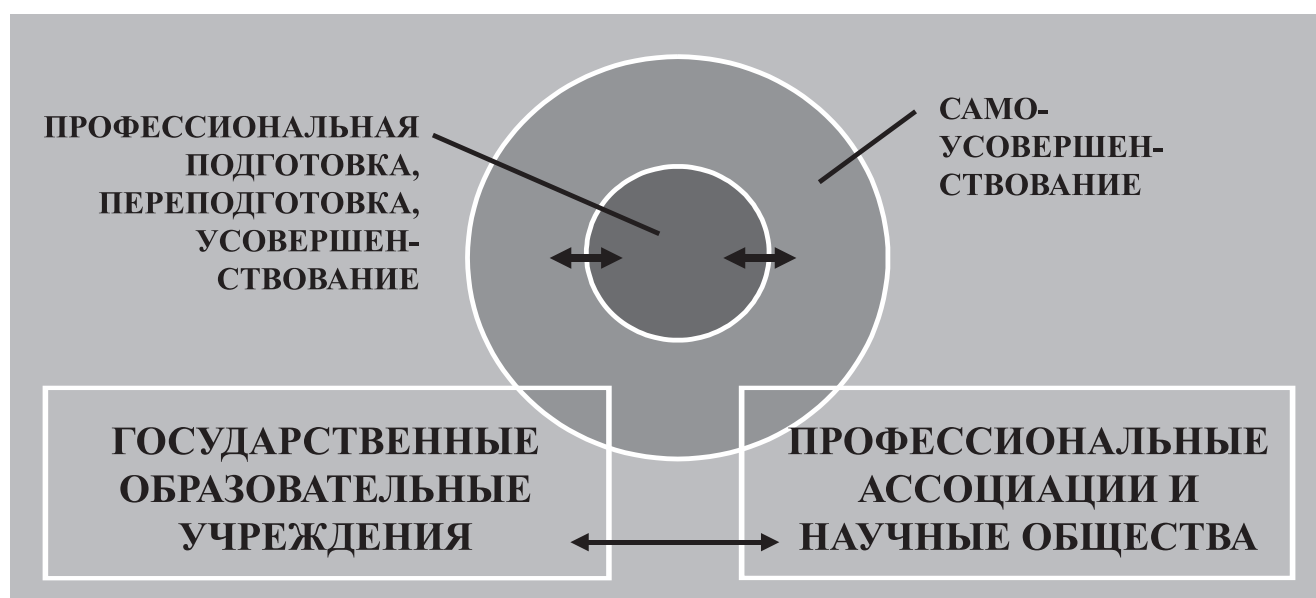 ПРОФЕССИОНАЛЬНАЯ
ПОДГОТОВКА,
ПЕРЕПОДГОТОВКА,
УСОВЕРШЕН-
СТВОВАНИЕ
САМО-
УСОВЕРШЕН-
СТВОВАНИЕ
ГОСУДАРСТВЕННЫЕ
ОБРАЗОВАТЕЛЬНЫЕ
УЧРЕЖДЕНИЯ
ПРОФЕССИОНАЛЬНЫЕ
АССОЦИАЦИИ И
НАУЧНЫЕ ОБЩЕСТВА